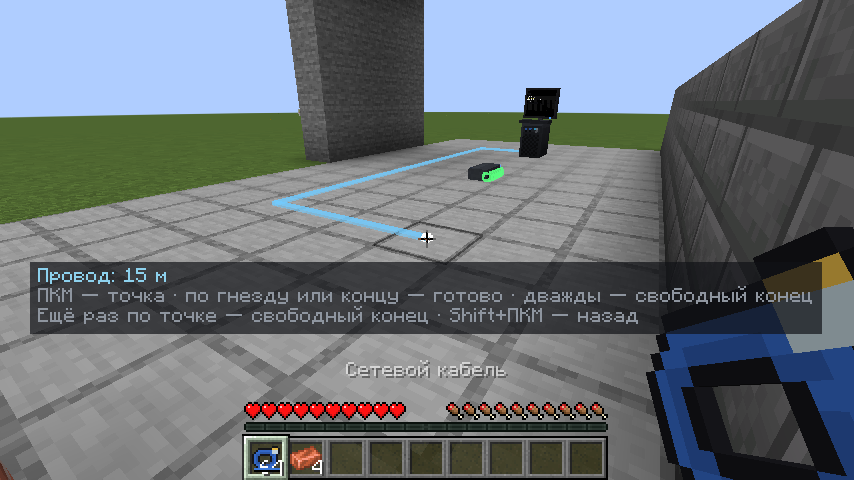 Провод: 15 м
ПКМ — точка · по гнезду или концу — готово · дважды — свободный конец
Ещё раз по точке — свободный конец · Shift+ПКМ — назад
Сетевой кабель
4